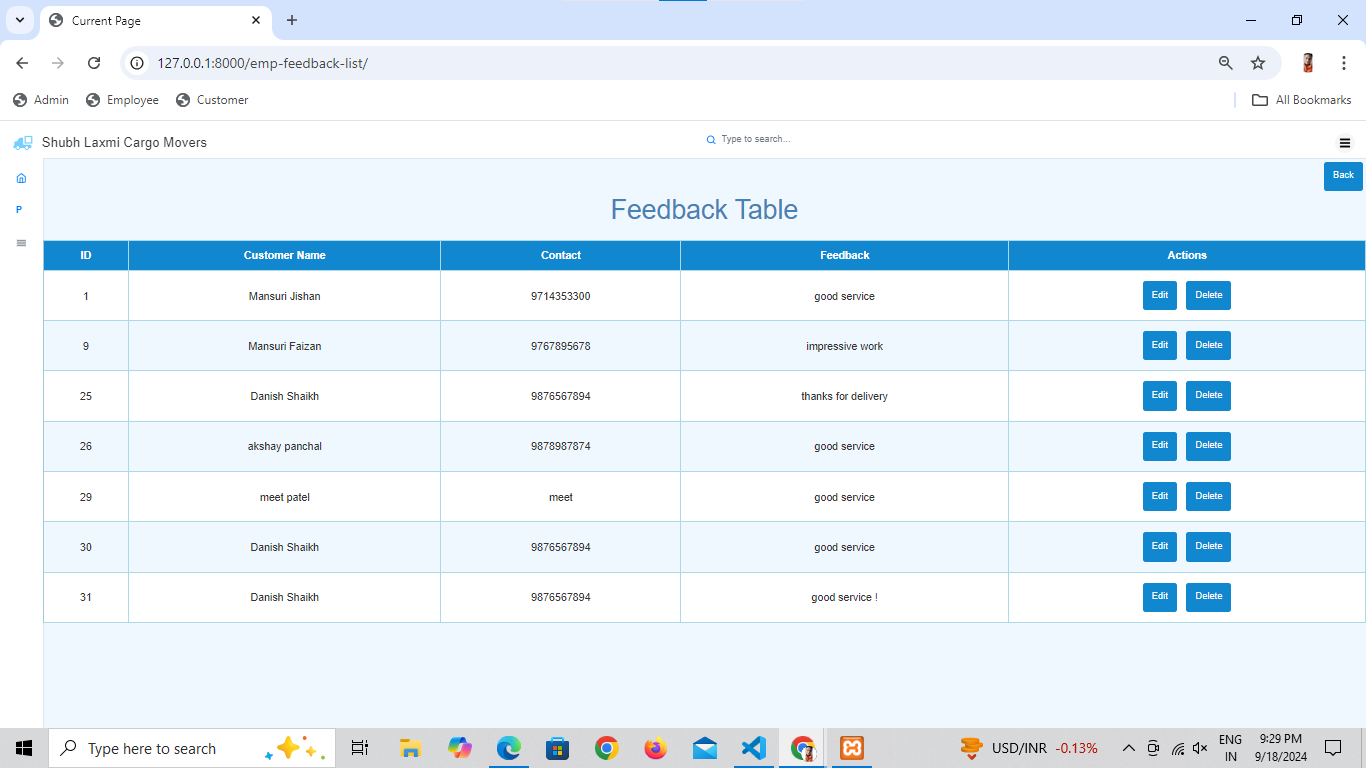 Current Page
127.0.0.1:8000/emp-feedback-list/
Admin Employee Customer All Bookmarks
Shubh Laxmi Cargo Movers Type to search...
Back
P
Feedback Table
ID Customer Name Contact Feedback Actions
1 Mansuri Jishan 9714353300 good service Edit Delete
9 Mansuri Faizan 9767895678 impressive work Edit Delete
25 Danish Shaikh 9876567894 thanks for delivery Edit Delete
26 akshay panchal 9878987874 good service Edit Delete
29 meet patel meet good service Edit Delete
30 Danish Shaikh 9876567894 good service Edit Delete
31 Danish Shaikh 9876567894 good service ! Edit Delete
Type here to search USD/INR -0.13% ENG 9:29 PM
IN 9/18/2024